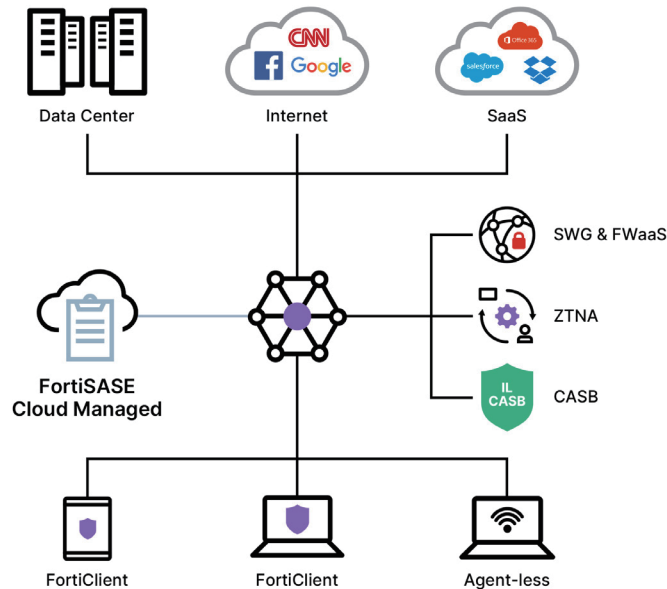 CNN
Google
Office 365
salesforce
Data Center
Internet
SaaS
SWG & FWaaS
ZTNA
FortiSASE
Cloud Managed
IL
CASB
CASB
FortiClient
FortiClient
Agent-less